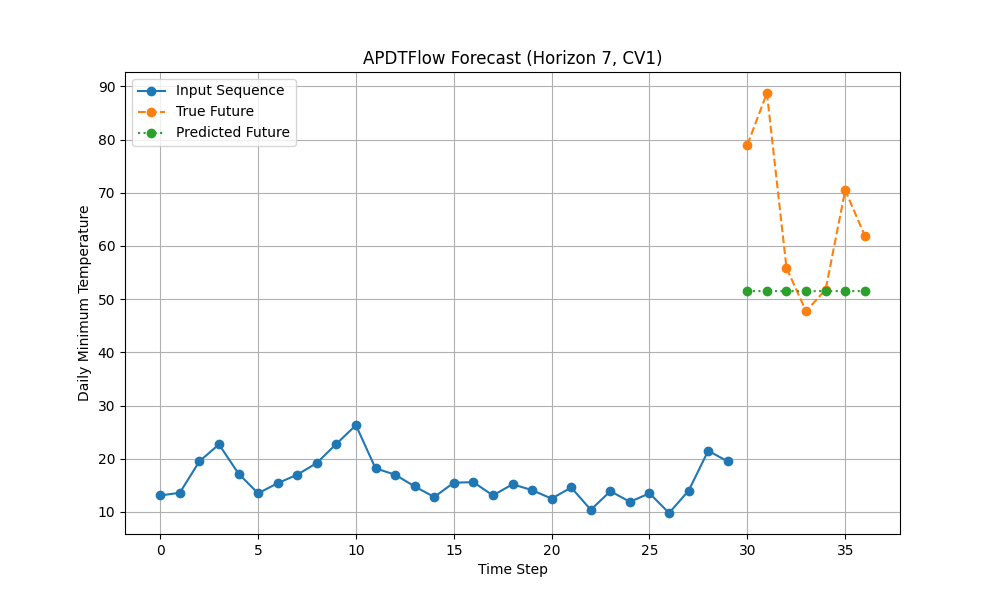 APDTFlow Forecast (Horizon 7, CV1)
Input Sequence
True Future
Predicted Future
Daily Minimum Temperature
90
80
70
60
50
40
30
20
10
0 5 10 15 20 25 30 35
Time Step